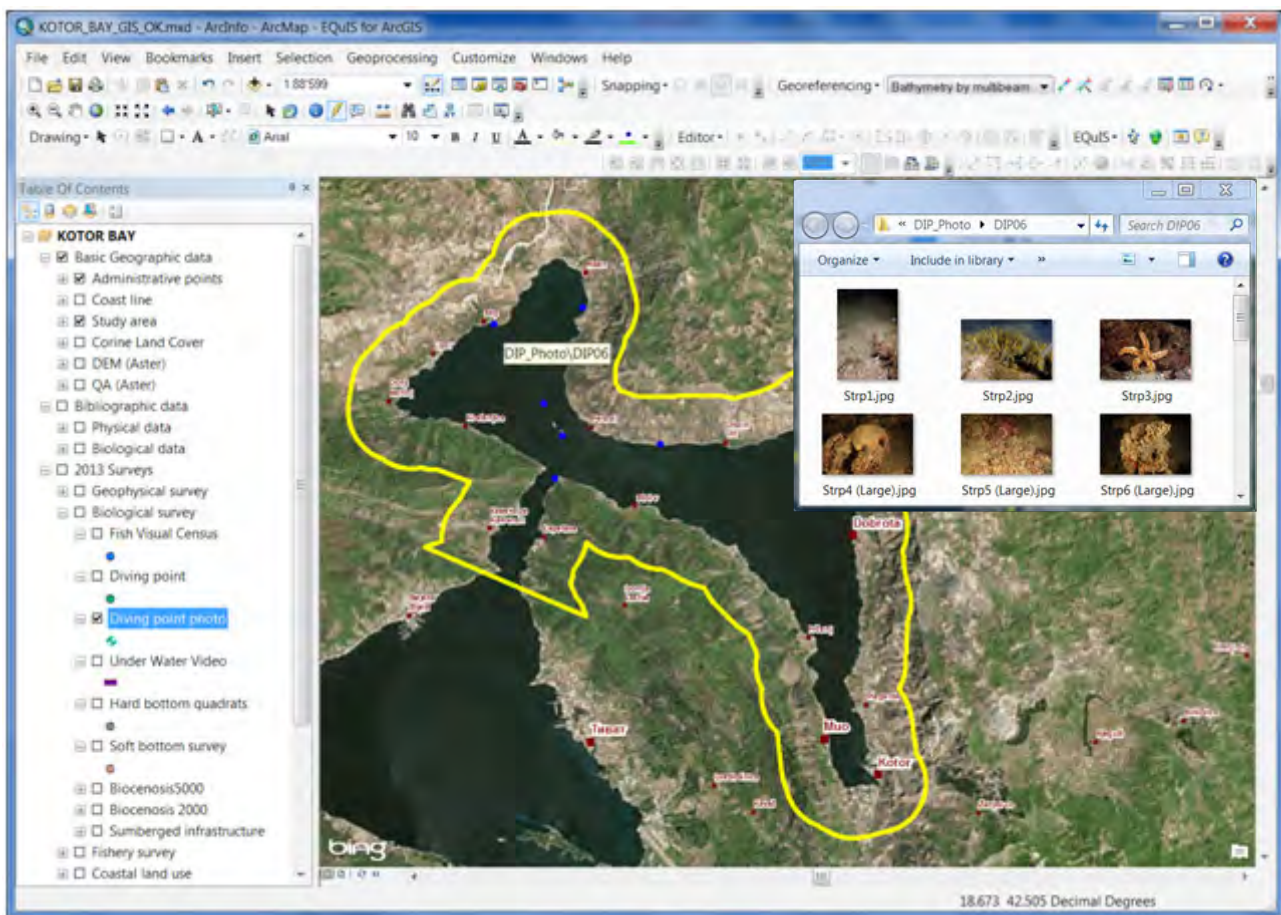 KOTOR_BAY_GIS_OK.mxd - ArcInfo - ArcMap - EQuIS for ArcGIS
File Edit View Bookmarks Insert Selection Geoprocessing Customize Windows Help
1:88'599
Snapping
Georeferencing
Bathymetry by multibeam
Drawing
A
Arial
10
B I U A
Editor
EQuIS
Table Of Contents
KOTOR BAY
Basic Geographic data
Administrative points
Coast line
Study area
Corine Land Cover
DEM (Aster)
QA (Aster)
Bibliographic data
Physical data
Biological data
2013 Surveys
Geophysical survey
Biological survey
Fish Visual Census
Diving point
Diving point photo
Under Water Video
Hard bottom quadrats
Soft bottom survey
Biocenosis5000
Biocenosis 2000
Sumberged infrastructure
Fishery survey
Coastal land use
DIP_Photo\DIP06
Dobrota
Тиват
Muo
Kotor
bing
« DIP_Photo DIP06
Search DIP06
Organize
Include in library
»
Strp1.jpg
Strp2.jpg
Strp3.jpg
Strp4 (Large).jpg
Strp5 (Large).jpg
Strp6 (Large).jpg
18.673 42.505 Decimal Degrees